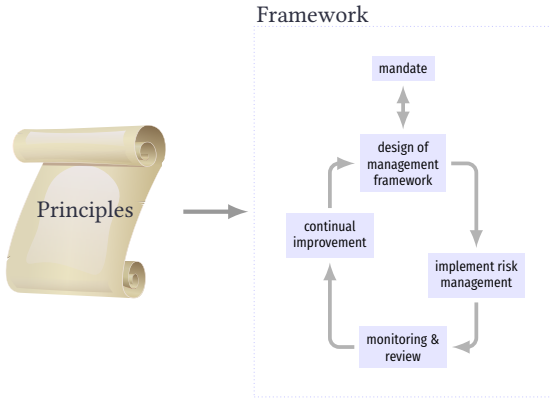 Framework
mandate
design of
management
framework
Principles
continual
improvement
implement risk
management
monitoring &
review